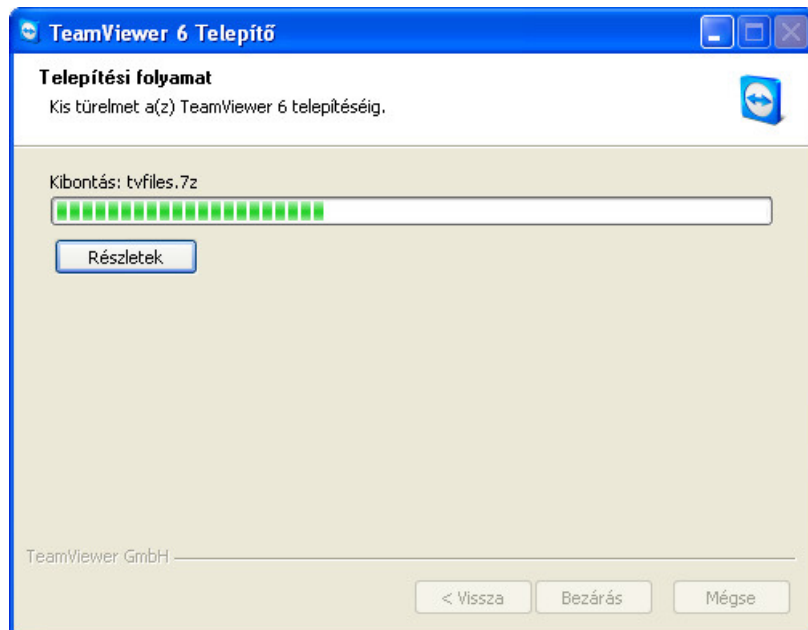 TeamViewer 6 Telepítő
Telepítési folyamat
Kis türelmet a(z) TeamViewer 6 telepítéséig.
Kibontás: tvfiles.7z
Részletek
TeamViewer GmbH
< Vissza
Bezárás
Mégse